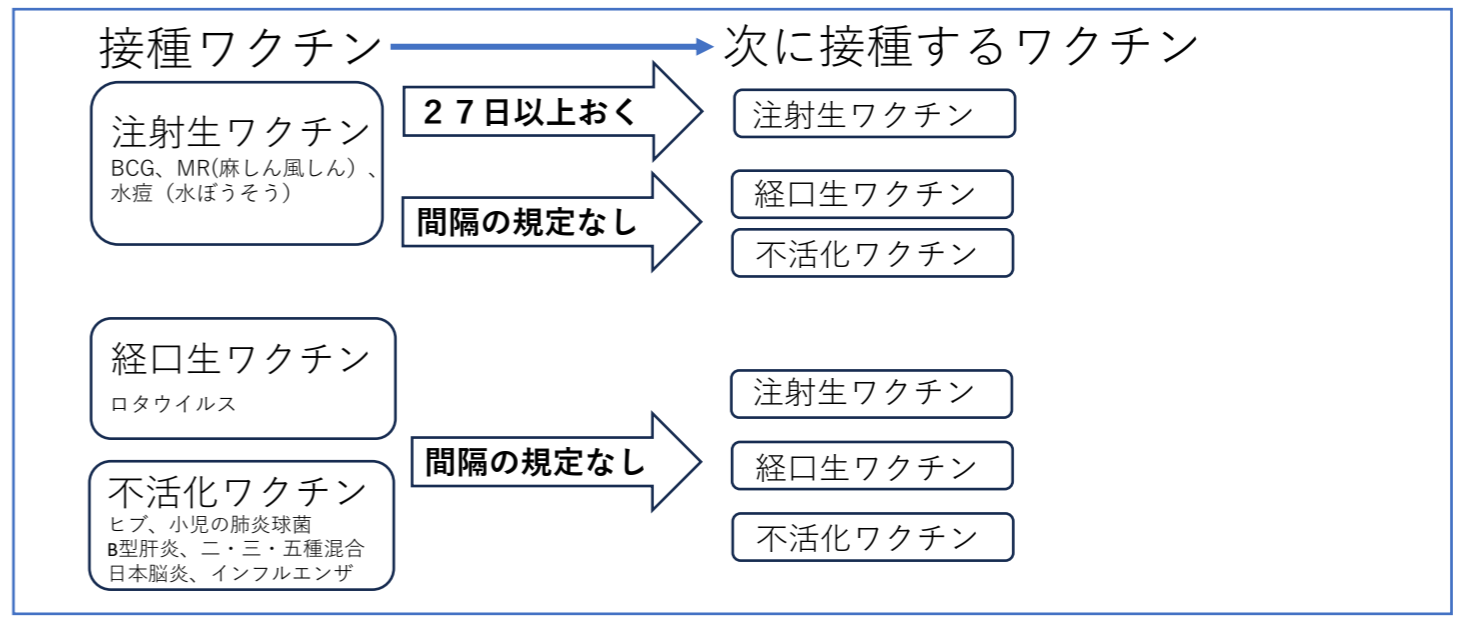 接種ワクチン
次に接種するワクチン
注射生ワクチン
BCG、MR(麻しん風しん）、
水痘（水ぼうそう）
２７日以上おく
注射生ワクチン
間隔の規定なし
経口生ワクチン
不活化ワクチン
経口生ワクチン
ロタウイルス
不活化ワクチン
ヒブ、小児の肺炎球菌
B型肝炎、二・三・五種混合
日本脳炎、インフルエンザ
間隔の規定なし
注射生ワクチン
経口生ワクチン
不活化ワクチン